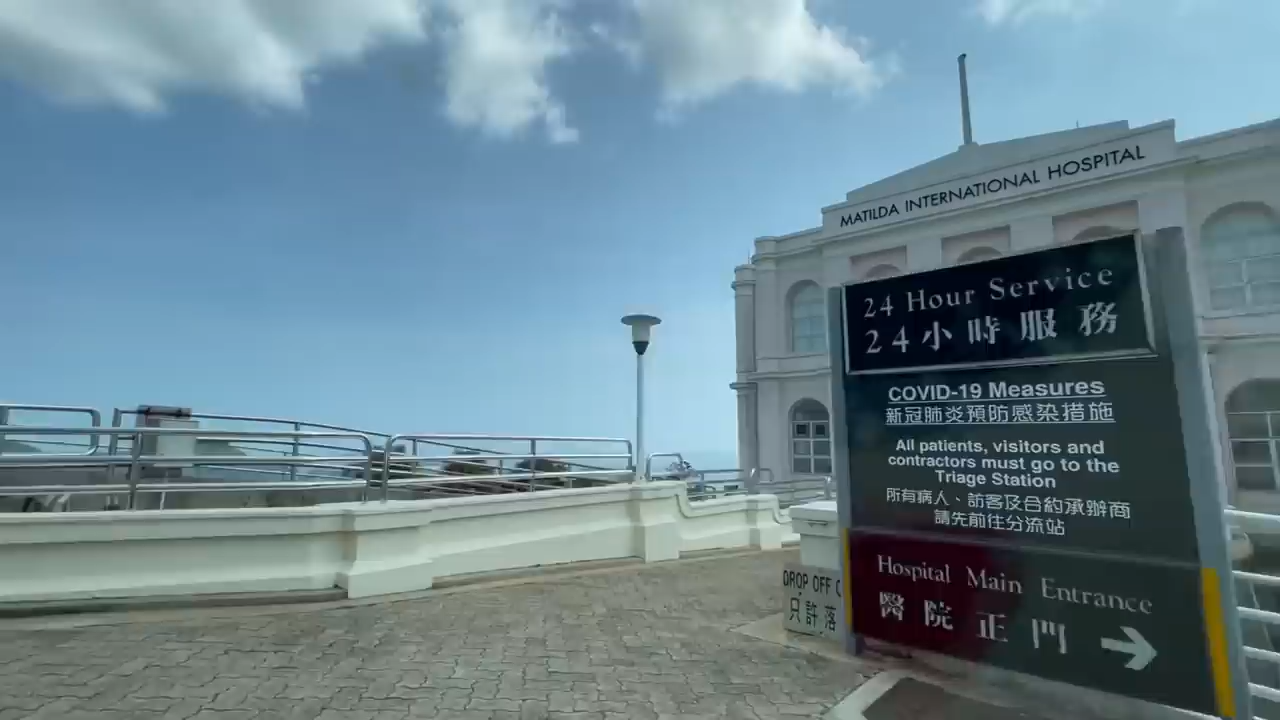 MATILDA INTERNATIONAL HOSPITAL
24 Hour Service
24小時服務
COVID-19 Measures
新冠肺炎預防感染措施
All patients, visitors and
contractors must go to the
Triage Station
所有病人、訪客及合約承辦商
請先前往分流站
Hospital Main Entrance
醫院正門
DROP OFF
只許落